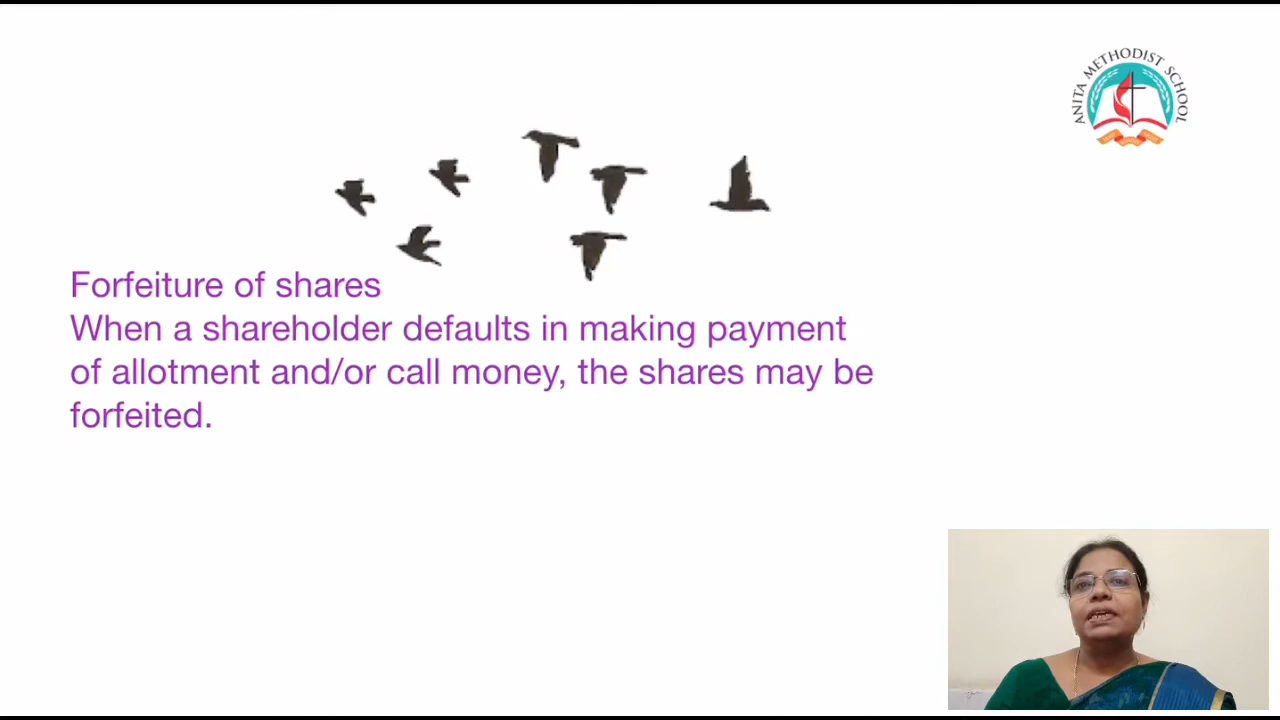 ANITA METHODIST SCHOOL
Forfeiture of shares
When a shareholder defaults in making payment
of allotment and/or call money, the shares may be
forfeited.